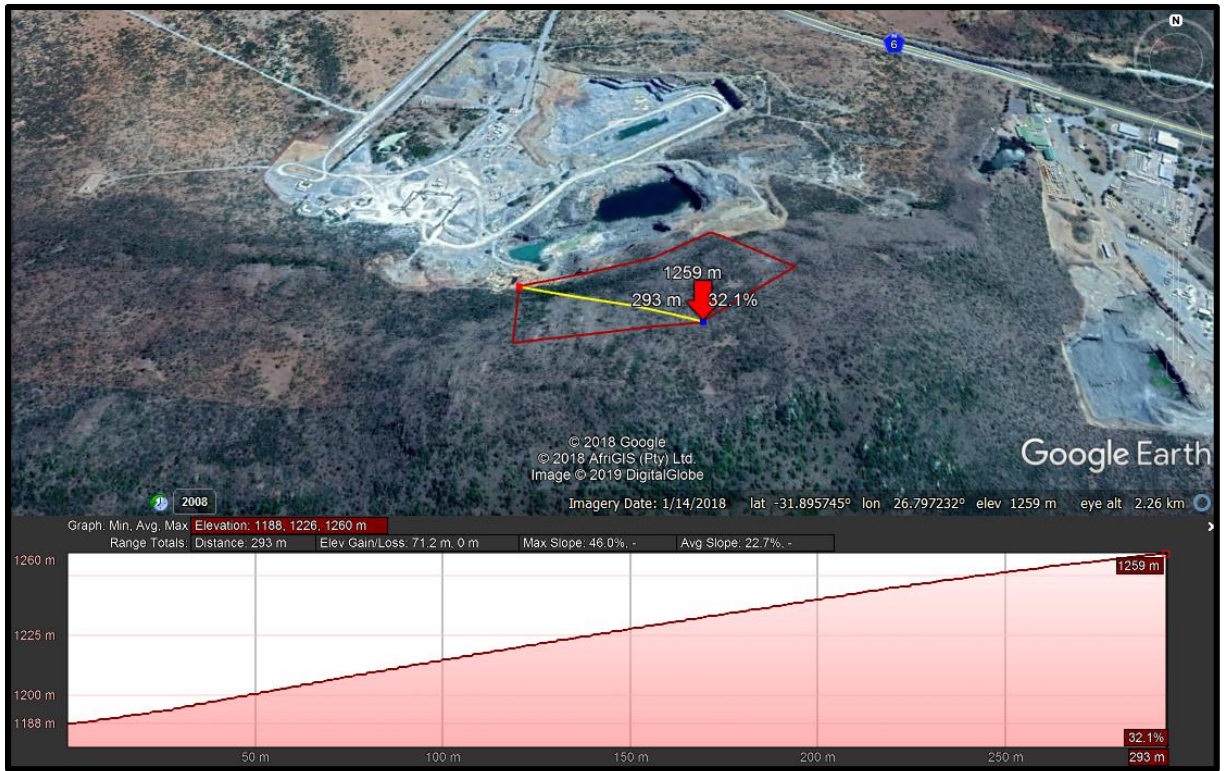 N
6
1259 m
293 m 32.1%
© 2018 Google
© 2018 AfriGIS (Pty) Ltd.
Image © 2019 DigitalGlobe
Google Earth
2008
Imagery Date: 1/14/2018 lat -31.895745° lon 26.797232° elev 1259 m eye alt 2.26 km
Graph: Min, Avg, Max Elevation: 1188, 1226, 1260 m
Range Totals: Distance: 293 m Elev Gain/Loss: 71.2 m, 0 m Max Slope: 46.0%, - Avg Slope: 22.7%, -
1260 m
1259 m
1225 m
1200 m
1188 m
32.1%
50 m 100 m 150 m 200 m 250 m 293 m